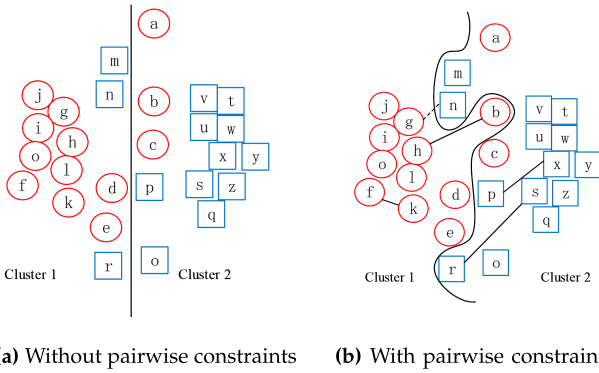 a
m
n
j
g
b
v t
i
u w
h
c
o
x y
l
f
d
p
s z
k
q
e
r
o
Cluster 1
Cluster 2
a
m
n
j
g
b
v t
i
u w
h
c
o
x y
l
f
d
p
s z
k
q
e
r
o
Cluster 1
Cluster 2
(a) Without pairwise constraints
(b) With pairwise constrain